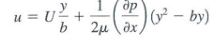 u = U y/b + 1/2μ (∂p/∂x) (y² − by)